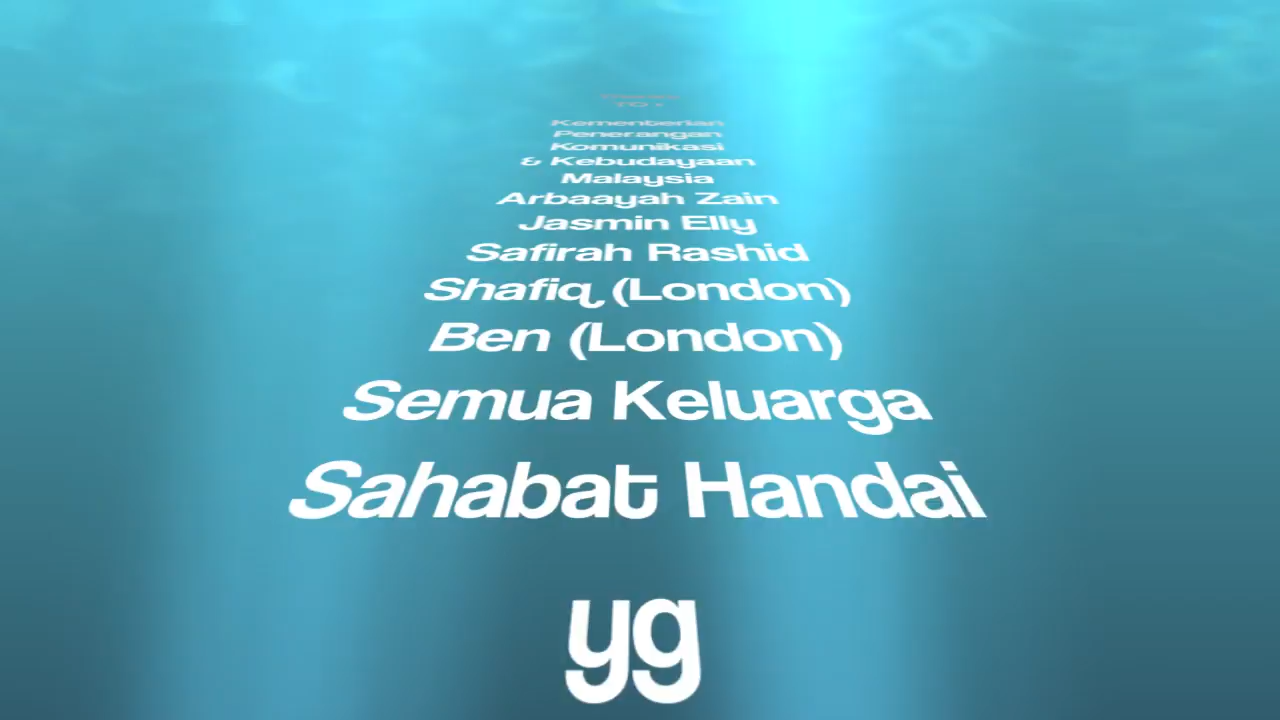 TO :
Kementerian
Penerangan
Komunikasi
& Kebudayaan
Malaysia
Arbaayah Zain
Jasmin Elly
Safirah Rashid
Shafiq (London)
Ben (London)
Semua Keluarga
Sahabat Handai
yg